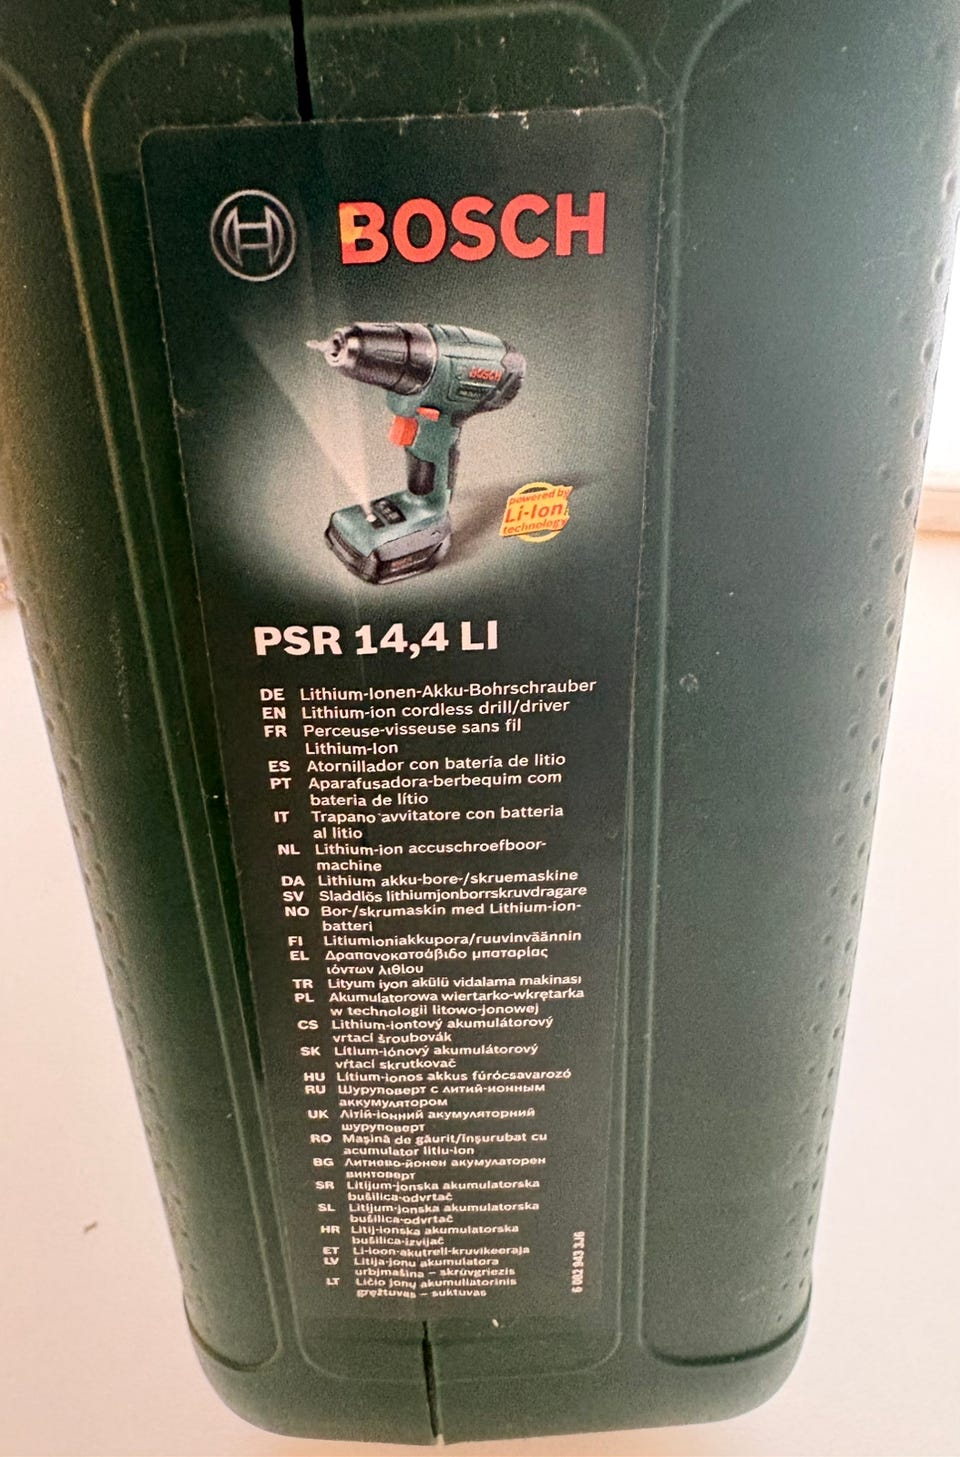 BOSCH
BOSCH
powered by
Li-Ion
technology
PSR 14,4 LI
DE Lithium-Ionen-Akku-Bohrschrauber
EN Lithium-ion cordless drill/driver
FR Perceuse-visseuse sans fil
Lithium-Ion
ES Atornillador con batería de litio
PT Aparafusadora-berbequim com
bateria de lítio
IT Trapano avvitatore con batteria
al litio
NL Lithium-ion accuschroefboor-
machine
DA Lithium akku-bore-/skruemaskine
SV Sladdlös lithiumjonborrskruvdragare
NO Bor-/skrumaskin med Lithium-ion-
batteri
FI Litiumioniakkupora/ruuvinväännin
EL Δραπανοκατσάβιδο μπαταρίας
ιόντων λιθίου
TR Lityum iyon akülü vidalama makinası
PL Akumulatorowa wiertarko-wkrętarka
w technologii litowo-jonowej
CS Lithium-iontový akumulátorový
vrtací šroubovák
SK Lítium-iónový akumulátorový
vŕtací skrutkovač
HU Lítium-ionos akkus fúrócsavarozó
RU Шуруповерт с литий-ионным
аккумулятором
UK Літій-іонний акумуляторний
шуруповерт
RO Maşină de găurit/înşurubat cu
acumulator litiu-ion
BG Литиево-йонен акумулаторен
винтоверт
SR Litijum-jonska akumulatorska
bušilica-odvrtač
SL Litijum-jonska akumulatorska
bušilica-odvrtač
HR Litij-ionska akumulatorska
bušilica-izvijač
ET Li-ioon-akutrell-kruvikeeraja
LV Litija-jonu akumulatora
urbjmašīna – skrūvgriezis
LT Ličio jonų akumuliatorinis
gręžtuvas – suktuvas
6 082 943 3J6